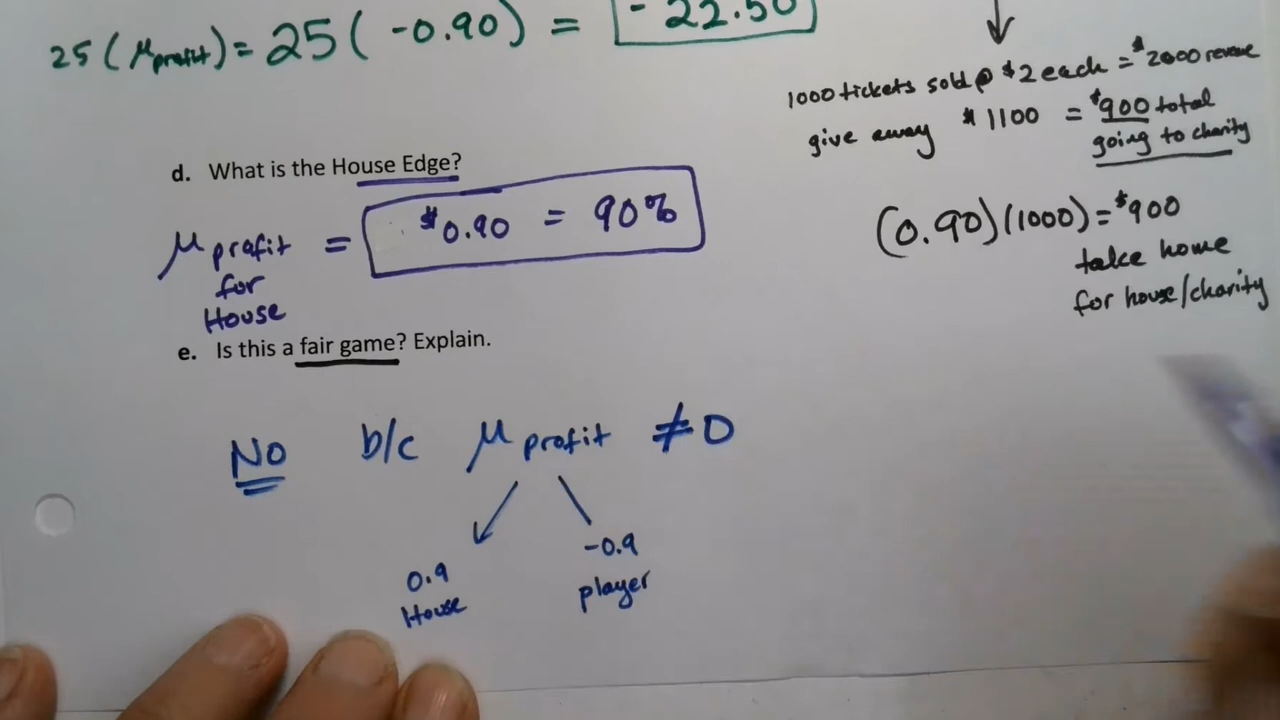 25 (μprofit) = 25 ( -0.90) = -22.50
1000 tickets sold @ $2 each = $2000 revenue
give away $1100 = $900 total
going to charity
d. What is the House Edge?
μprofit = $0.90 = 90%
for
House
(0.90)(1000) = $900
take home
for house/charity
e. Is this a fair game? Explain.
No b/c μprofit ≠ 0
0.9 -0.9
House player